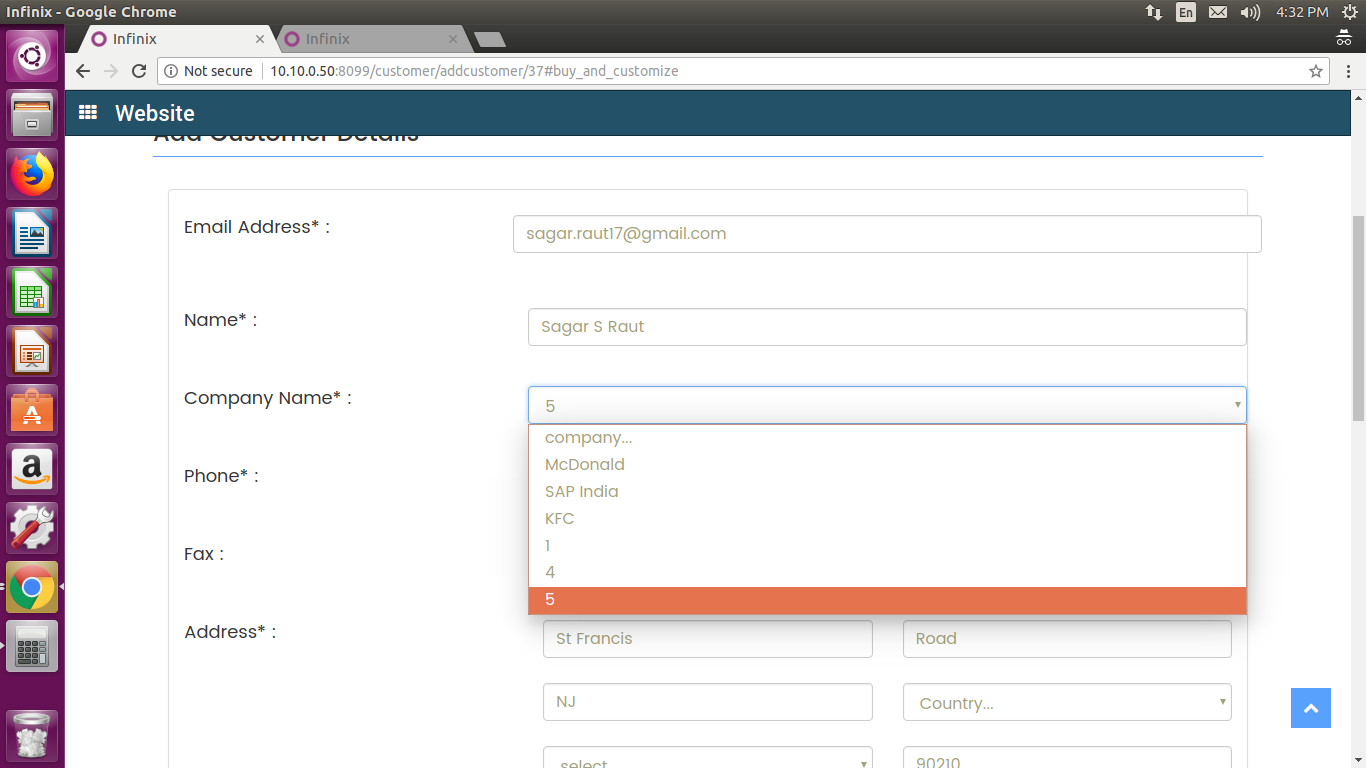 Infinix - Google Chrome
En
4:32 PM
Infinix
Infinix
Not secure
10.10.0.50:8099/customer/addcustomer/37#buy_and_customize
Website
Add Customer Details
Email Address* :
sagar.raut17@gmail.com
Name* :
Sagar S Raut
Company Name* :
5
company...
McDonald
SAP India
KFC
1
4
5
Phone* :
Fax :
Address* :
St Francis
Road
NJ
Country...
select
90210